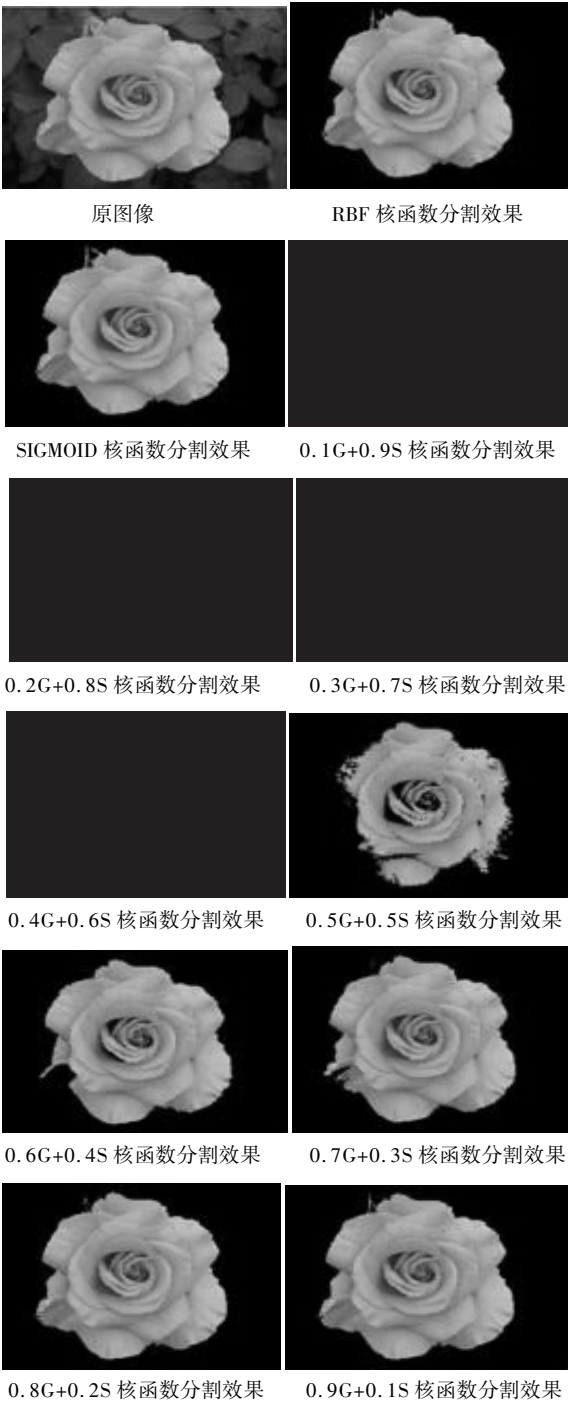 原图像
RBF 核函数分割效果
SIGMOID 核函数分割效果
0.1G+0.9S 核函数分割效果
0.2G+0.8S 核函数分割效果
0.3G+0.7S 核函数分割效果
0.4G+0.6S 核函数分割效果
0.5G+0.5S 核函数分割效果
0.6G+0.4S 核函数分割效果
0.7G+0.3S 核函数分割效果
0.8G+0.2S 核函数分割效果
0.9G+0.1S 核函数分割效果